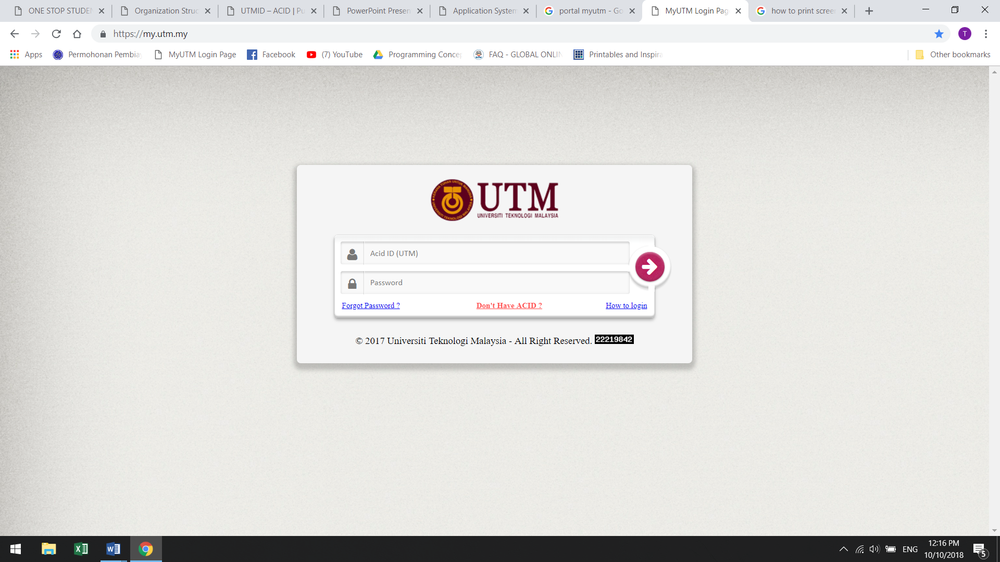 ONE STOP STUDEN
Organization Struc
UTMID – ACID | Pu
PowerPoint Presen
Application System
portal myutm - Go
MyUTM Login Pag
how to print scree
https://my.utm.my
T
Apps
Permohonan Pembia
MyUTM Login Page
Facebook
(7) YouTube
Programming Concep
FAQ - GLOBAL ONLIN
Printables and Inspira
Other bookmarks
UTM
UNIVERSITI TEKNOLOGI MALAYSIA
Acid ID (UTM)
Password
Forgot Password ?
Don't Have ACID ?
How to login
© 2017 Universiti Teknologi Malaysia - All Right Reserved. 22219842
ENG
12:16 PM
10/10/2018
5